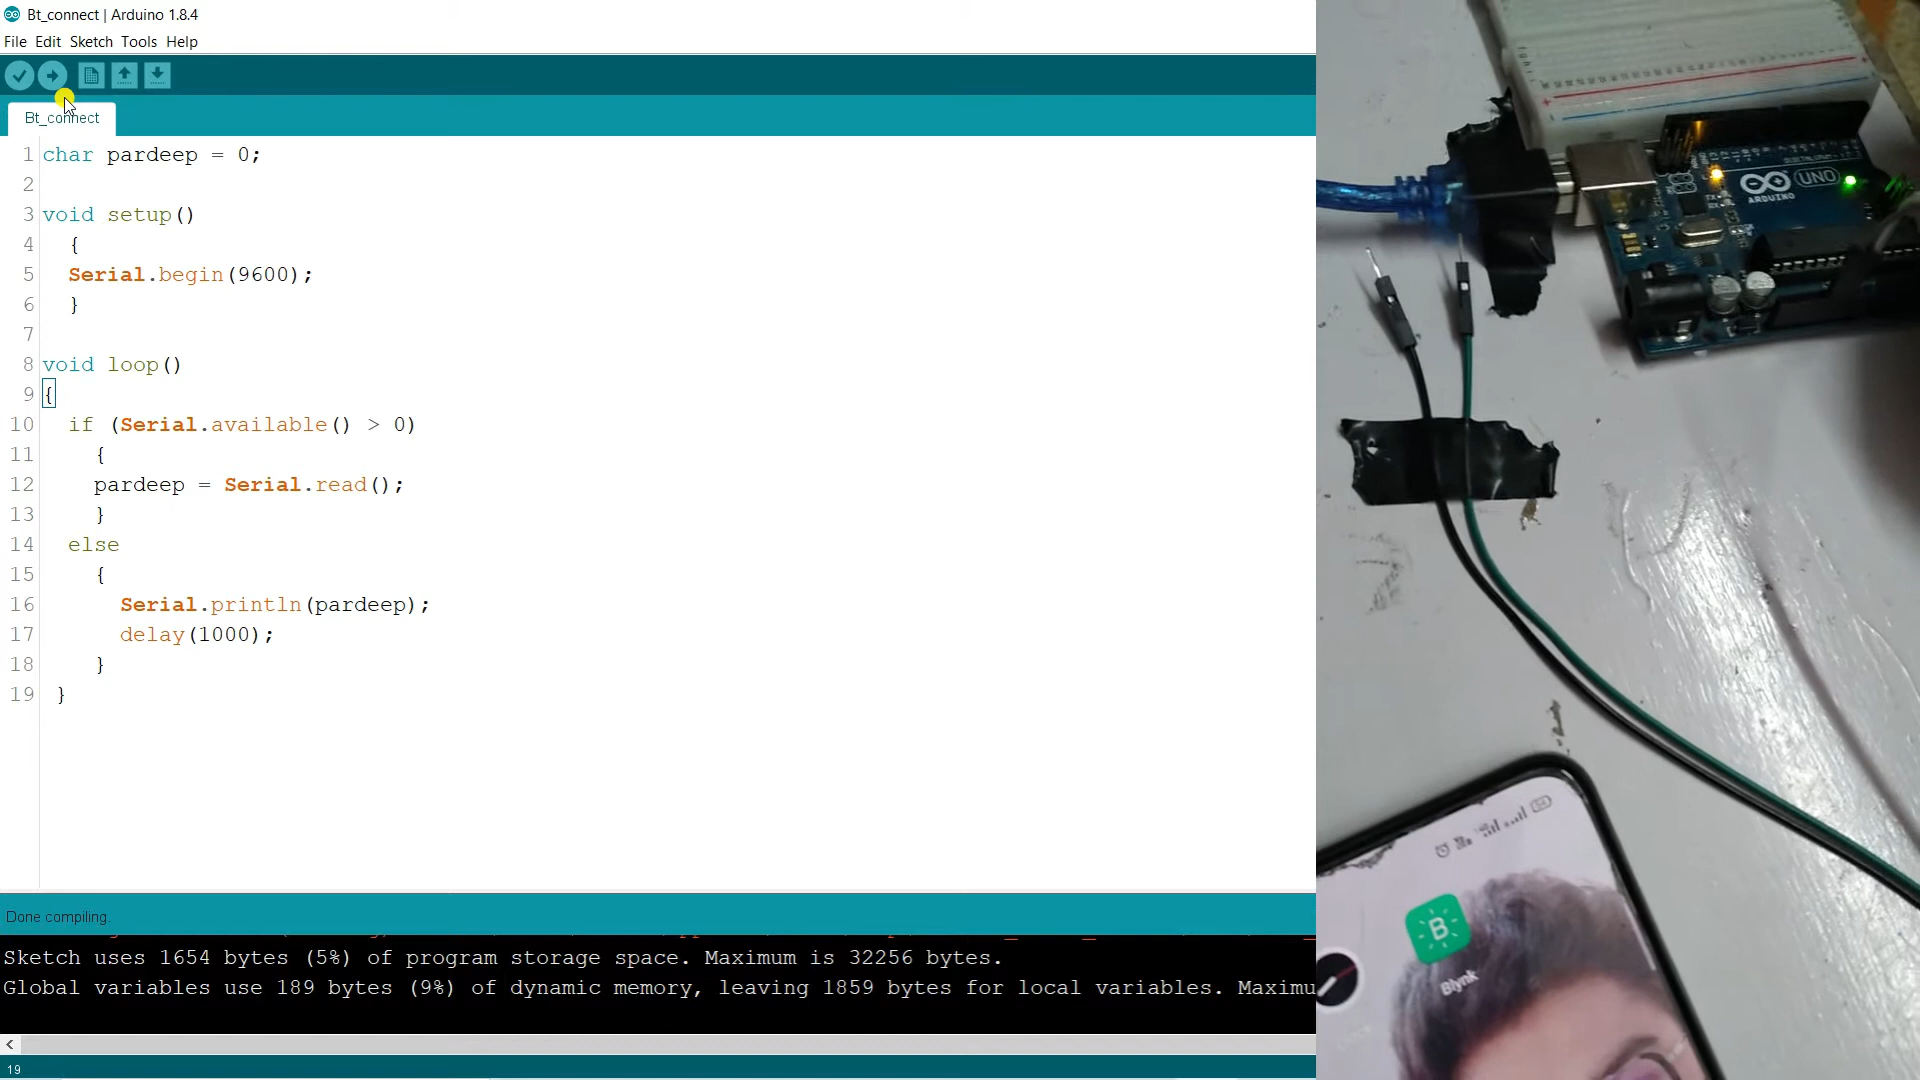 Bt_connect | Arduino 1.8.4
File Edit Sketch Tools Help
Bt_connect
1 char pardeep = 0;
2
3 void setup()
4 {
5 Serial.begin(9600);
6 }
7
8 void loop()
9 {
10 if (Serial.available() > 0)
11 {
12 pardeep = Serial.read();
13 }
14 else
15 {
16 Serial.println(pardeep);
17 delay(1000);
18 }
19 }
Done compiling.
Sketch uses 1654 bytes (5%) of program storage space. Maximum is 32256 bytes.
Global variables use 189 bytes (9%) of dynamic memory, leaving 1859 bytes for local variables. Maximu
19
UNO
ARDUINO
B
Blynk